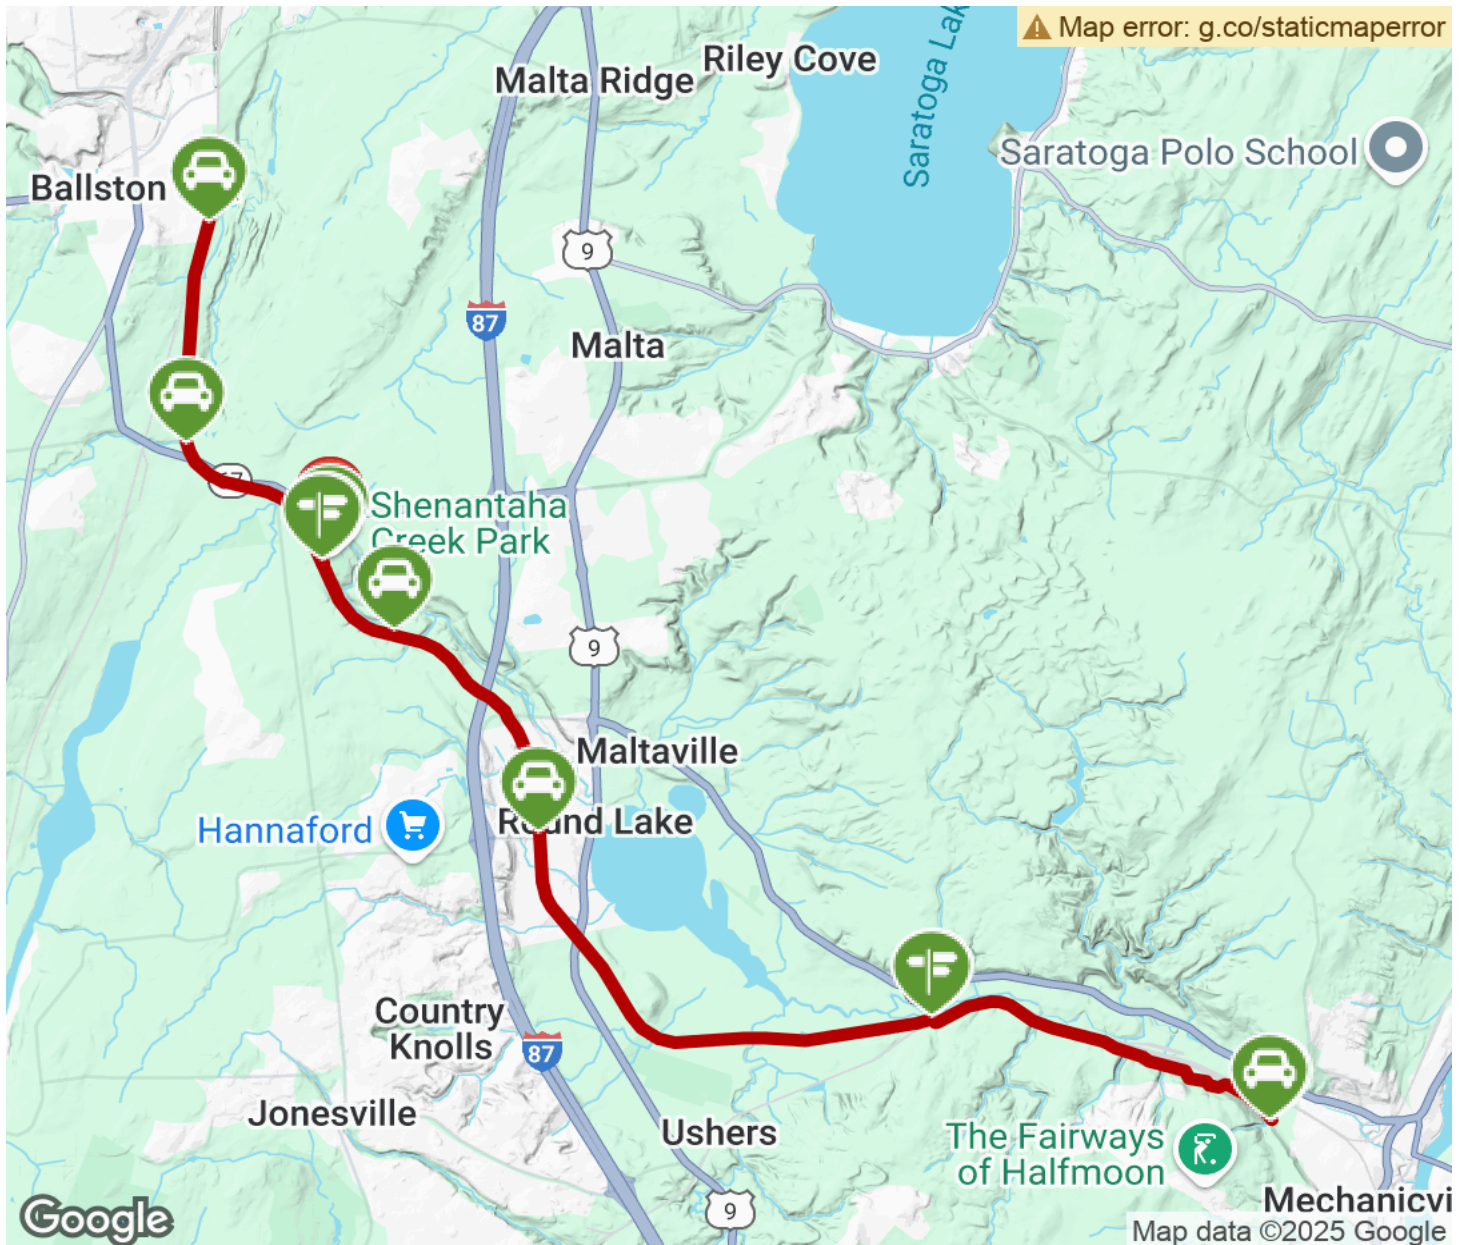 Map error: g.co/staticmaperror
Riley Cove
Malta Ridge
Saratoga Lak
Saratoga Polo School
Ballston
9
87
Malta
Shenantaha
Creek Park
9
Maltaville
Round Lake
Hannaford
Country
Knolls
87
Jonesville
Ushers
The Fairways
of Halfmoon
9
Mechanicvi
Google
Map data ©2025 Google